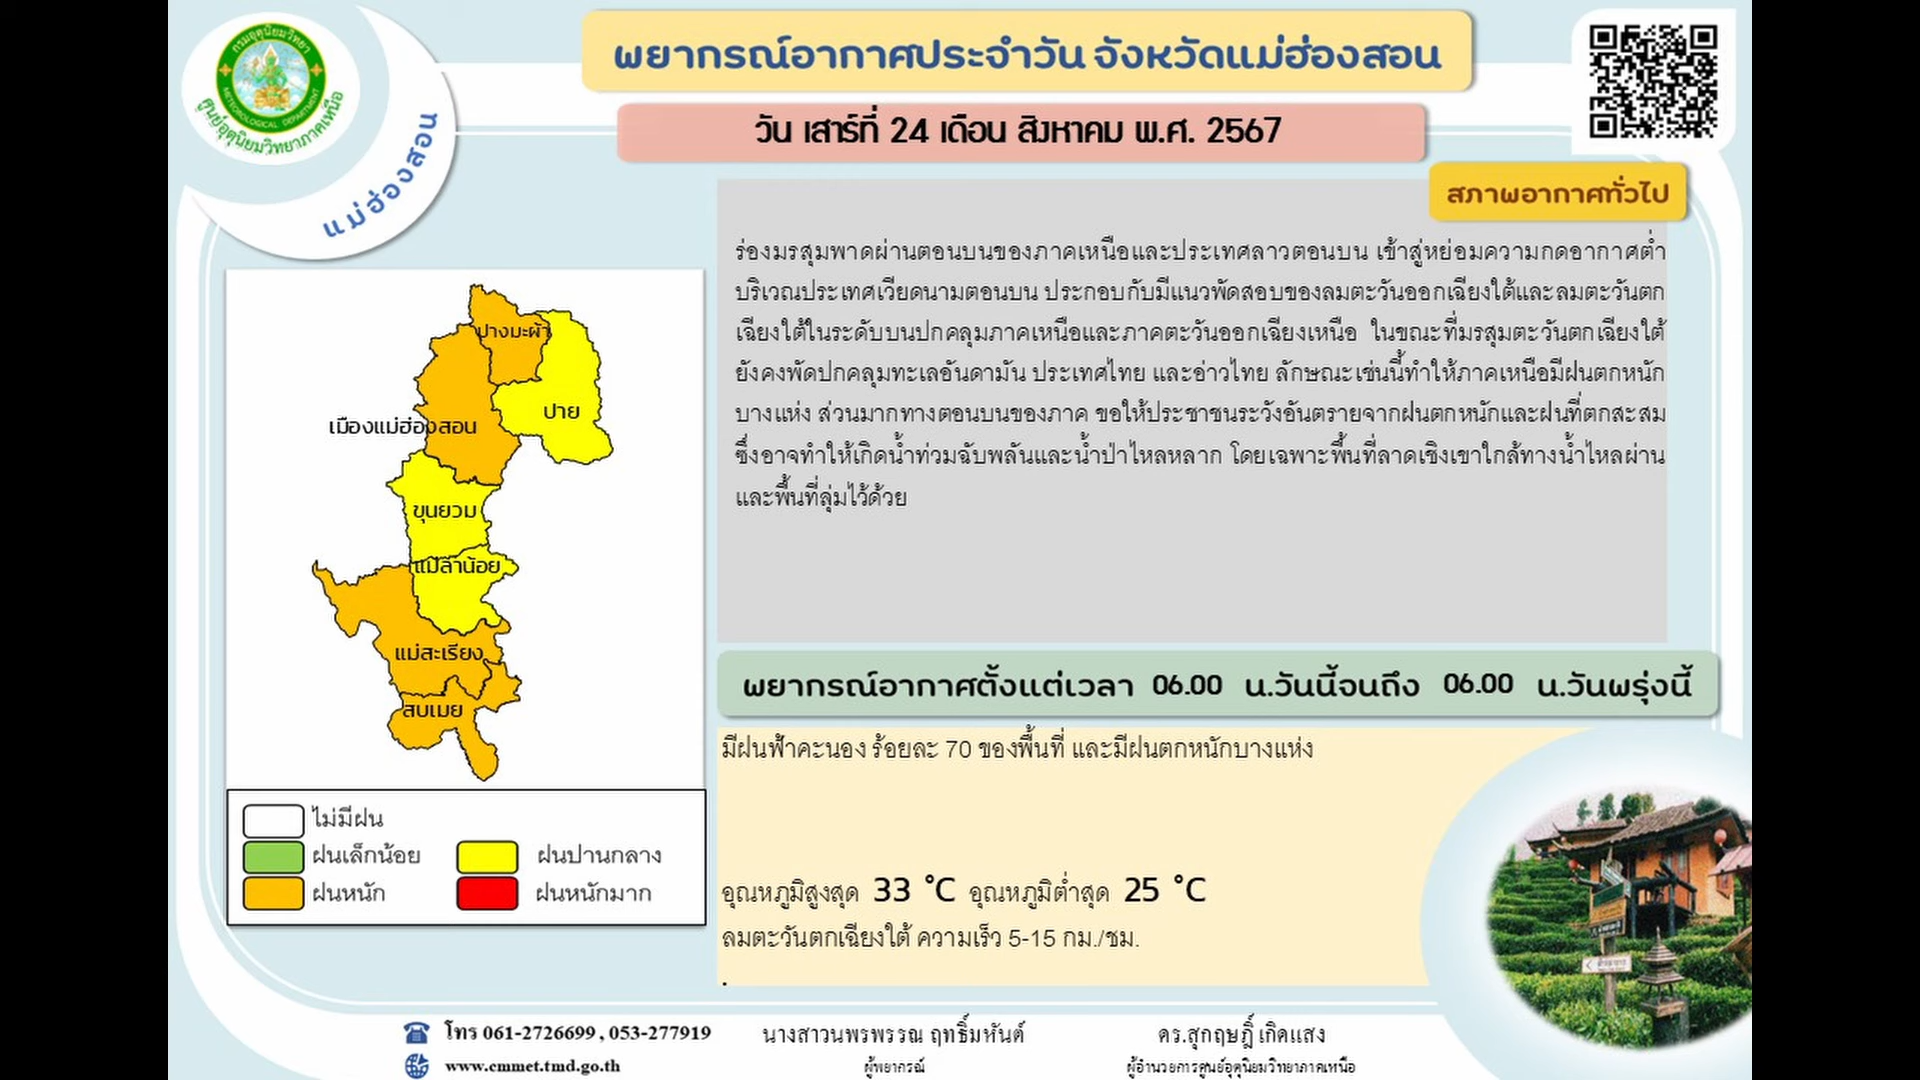 กรมอุตุนิยมวิทยา
METEOROLOGICAL DEPARTMENT
ศูนย์อุตุนิยมวิทยาภาคเหนือ
แม่ฮ่องสอน
พยากรณ์อากาศประจำวัน จังหวัดแม่ฮ่องสอน
วัน เสาร์ที่ 24 เดือน สิงหาคม พ.ศ. 2567
สภาพอากาศทั่วไป
ร่องมรสุมพาดผ่านตอนบนของภาคเหนือและประเทศลาวตอนบน เข้าสู่หย่อมความกดอากาศต่ำ
บริเวณประเทศเวียดนามตอนบน ประกอบกับมีแนวพัดสอบของลมตะวันออกเฉียงใต้และลมตะวันตก
เฉียงใต้ในระดับบนปกคลุมภาคเหนือและภาคตะวันออกเฉียงเหนือ ในขณะที่มรสุมตะวันตกเฉียงใต้
ยังคงพัดปกคลุมทะเลอันดามัน ประเทศไทย และอ่าวไทย ลักษณะเช่นนี้ทำให้ภาคเหนือมีฝนตกหนัก
บางแห่ง ส่วนมากทางตอนบนของภาค ขอให้ประชาชนระวังอันตรายจากฝนตกหนักและฝนที่ตกสะสม
ซึ่งอาจทำให้เกิดน้ำท่วมฉับพลันและน้ำป่าไหลหลาก โดยเฉพาะพื้นที่ลาดเชิงเขาใกล้ทางน้ำไหลผ่าน
และพื้นที่ลุ่มไว้ด้วย
ปางมะผ้า
ปาย
เมืองแม่ฮ่องสอน
ขุนยวม
แม่ลาน้อย
แม่สะเรียง
สบเมย
ไม่มีฝน
ฝนเล็กน้อย ฝนปานกลาง
ฝนหนัก ฝนหนักมาก
พยากรณ์อากาศตั้งแต่เวลา 06.00 น.วันนี้จนถึง 06.00 น.วันพรุ่งนี้
มีฝนฟ้าคะนอง ร้อยละ 70 ของพื้นที่ และมีฝนตกหนักบางแห่ง
อุณหภูมิสูงสุด 33 ˚C อุณหภูมิต่ำสุด 25 ˚C
ลมตะวันตกเฉียงใต้ ความเร็ว 5-15 กม./ชม.
.
โทร 061-2726699 , 053-277919
www.cmmet.tmd.go.th
นางสาวนพรพรรณ ฤทธิ์มหันต์
ผู้พยากรณ์
ดร.สุกฤษฎิ์ เกิดแสง
ผู้อำนวยการศูนย์อุตุนิยมวิทยาภาคเหนือ